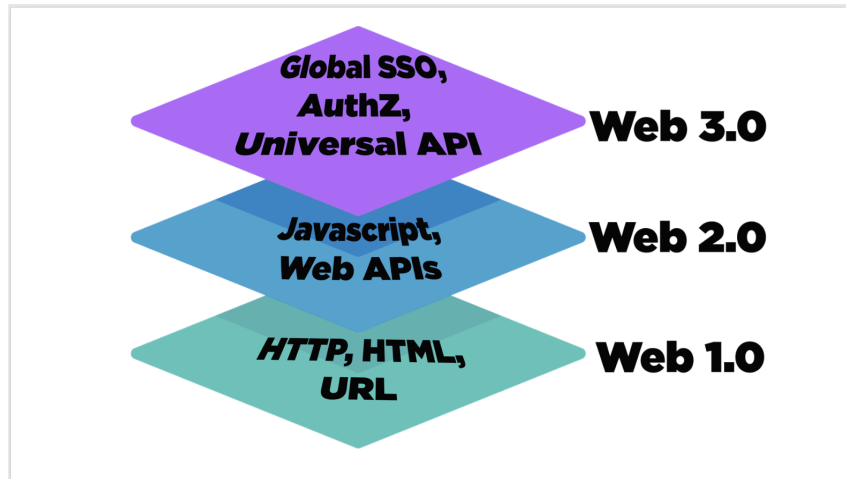 Global SSO,
AuthZ,
Universal API
Web 3.0
Javascript,
Web APIs
Web 2.0
HTTP, HTML,
URL
Web 1.0